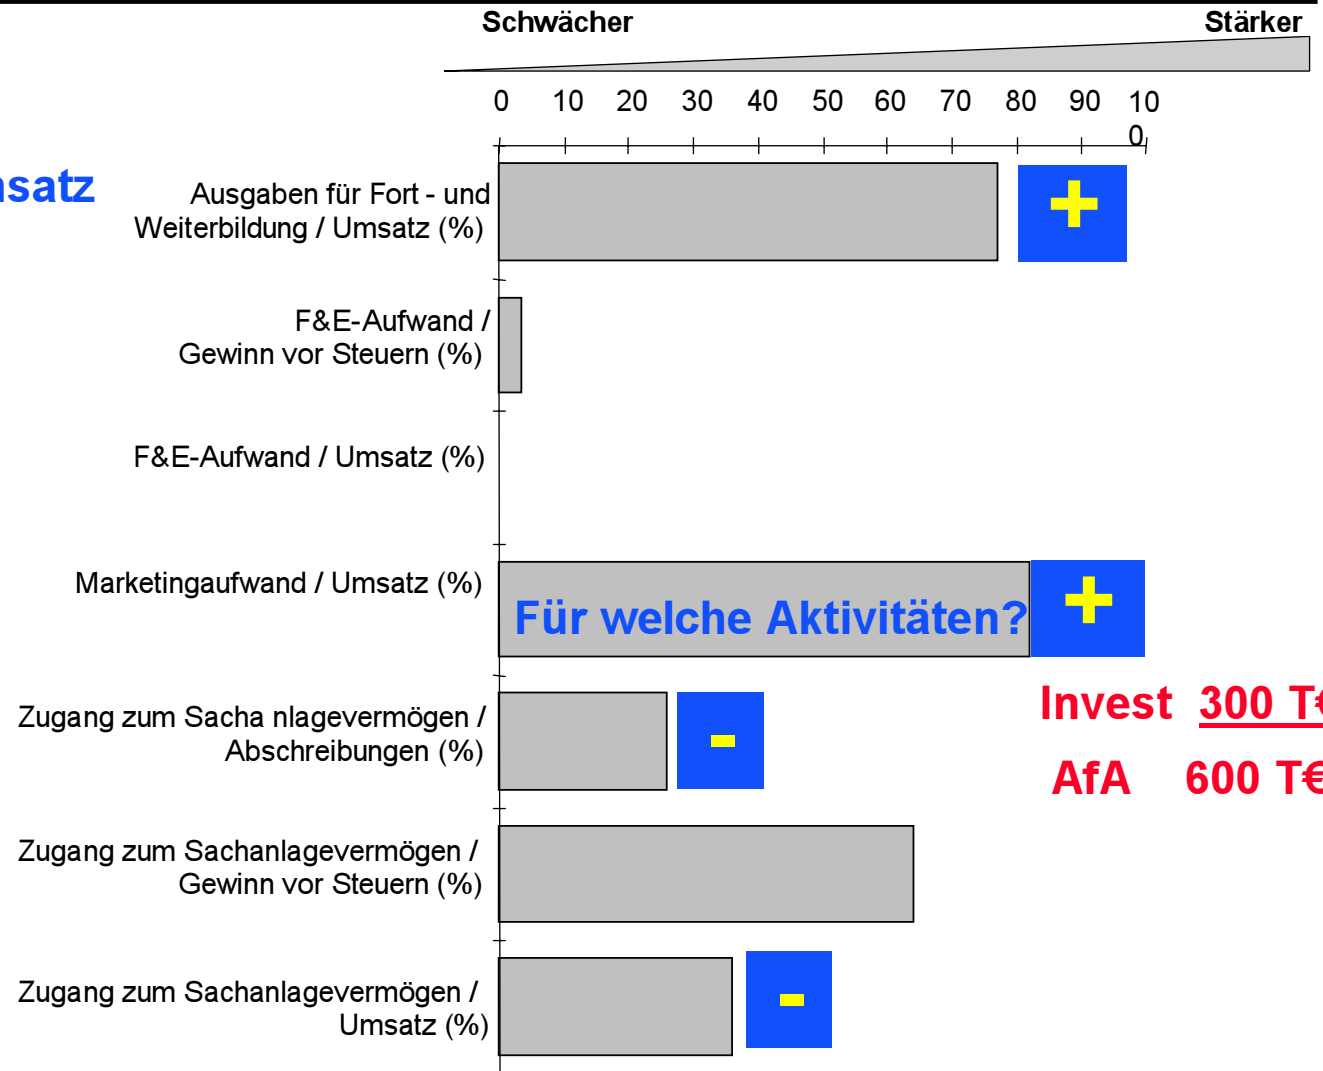 Schwächer Stärker
0 10 20 30 40 50 60 70 80 90 10
0
Ausgaben für Fort - und
Weiterbildung / Umsatz (%)
+
F&E-Aufwand /
Gewinn vor Steuern (%)
F&E-Aufwand / Umsatz (%)
Marketingaufwand / Umsatz (%)
Für welche Aktivitäten?
+
Zugang zum Sacha nlagevermögen /
Abschreibungen (%)
-
Invest 300 T€
AfA 600 T€
Zugang zum Sachanlagevermögen /
Gewinn vor Steuern (%)
Zugang zum Sachanlagevermögen /
Umsatz (%)
-